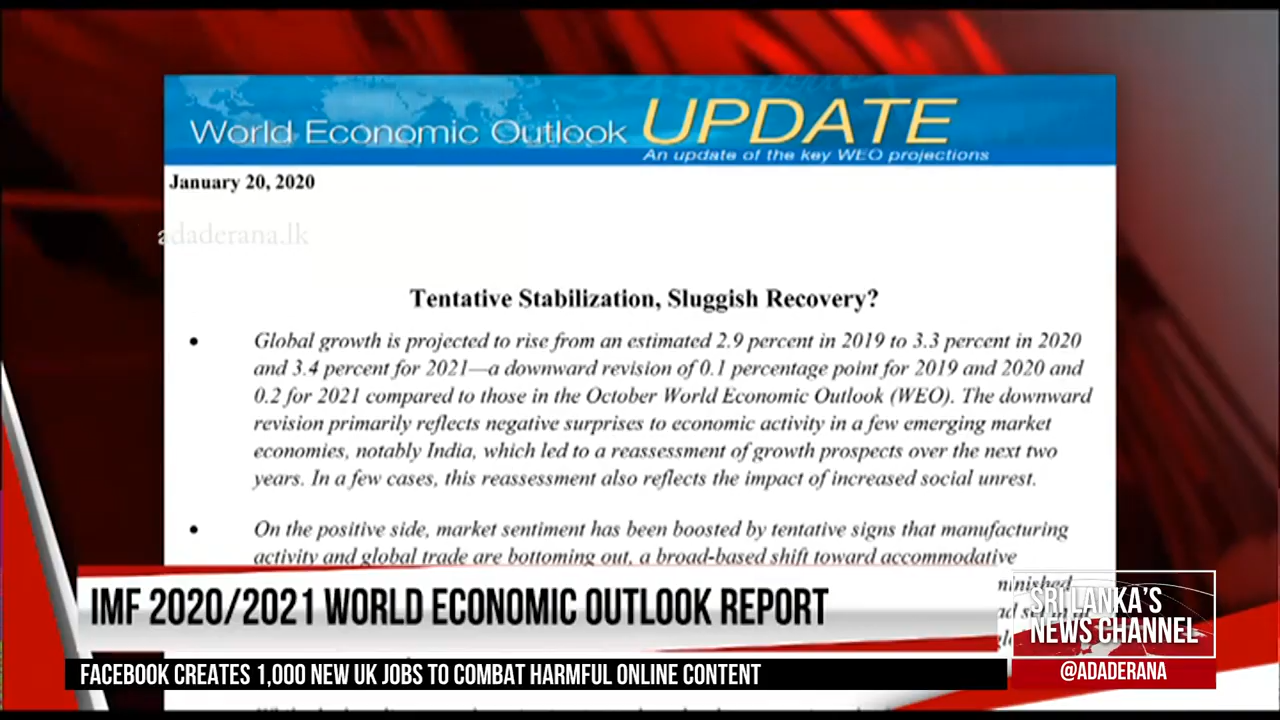 World Economic Outlook UPDATE
An update of the key WEO projections
January 20, 2020
adaderana.lk
Tentative Stabilization, Sluggish Recovery?
• Global growth is projected to rise from an estimated 2.9 percent in 2019 to 3.3 percent in 2020
and 3.4 percent for 2021—a downward revision of 0.1 percentage point for 2019 and 2020 and
0.2 for 2021 compared to those in the October World Economic Outlook (WEO). The downward
revision primarily reflects negative surprises to economic activity in a few emerging market
economies, notably India, which led to a reassessment of growth prospects over the next two
years. In a few cases, this reassessment also reflects the impact of increased social unrest.
• On the positive side, market sentiment has been boosted by tentative signs that manufacturing
activity and global trade are bottoming out, a broad-based shift toward accommodative
IMF 2020/2021 WORLD ECONOMIC OUTLOOK REPORT
SRI LANKA'S
NEWS CHANNEL
FACEBOOK CREATES 1,000 NEW UK JOBS TO COMBAT HARMFUL ONLINE CONTENT
@ADADERANA